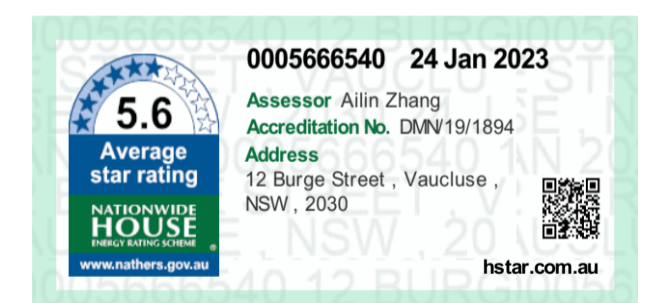 0005666540 24 Jan 2023
5.6
Average
star rating
NATIONWIDE
HOUSE
ENERGY RATING SCHEME ®
www.nathers.gov.au
Assessor Ailin Zhang
Accreditation No. DMN/19/1894
Address
12 Burge Street , Vaucluse ,
NSW , 2030
hstar.com.au